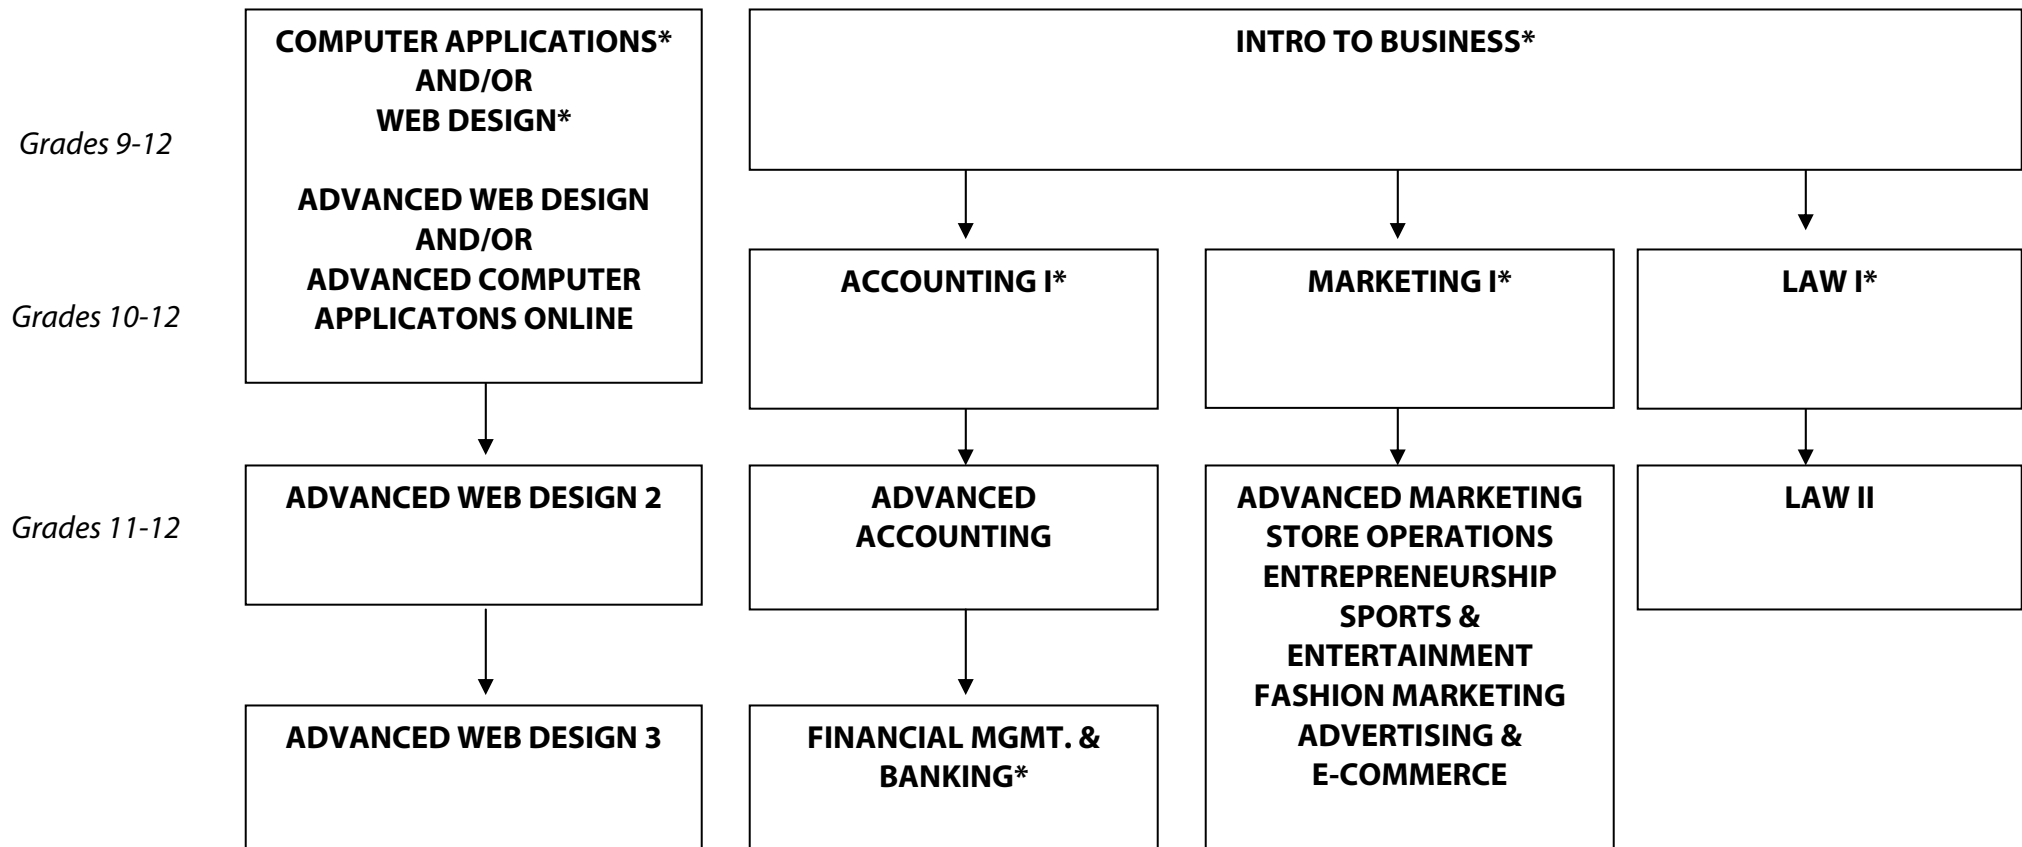 COMPUTER APPLICATIONS*
AND/OR
WEB DESIGN*
ADVANCED WEB DESIGN
AND/OR
ADVANCED COMPUTER
APPLICATONS ONLINE
INTRO TO BUSINESS*
Grades 9-12
Grades 10-12
ACCOUNTING I*
MARKETING I*
LAW I*
Grades 11-12
ADVANCED WEB DESIGN 2
ADVANCED
ACCOUNTING
ADVANCED MARKETING
STORE OPERATIONS
ENTREPRENEURSHIP
SPORTS &
ENTERTAINMENT
FASHION MARKETING
ADVERTISING &
E-COMMERCE
LAW II
ADVANCED WEB DESIGN 3
FINANCIAL MGMT. &
BANKING*